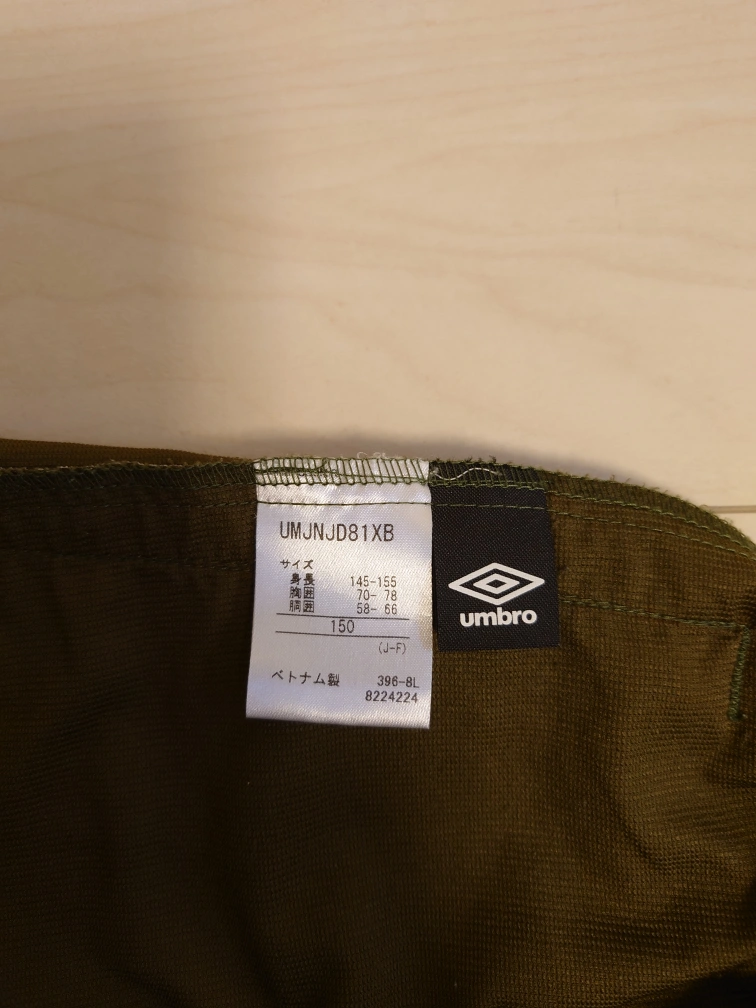 UMJNJD81XB
サイズ
身長 145-155
胸囲 70- 78
胴囲 58- 66
150
(J-F)
ベトナム製 396-8L
8224224
umbro